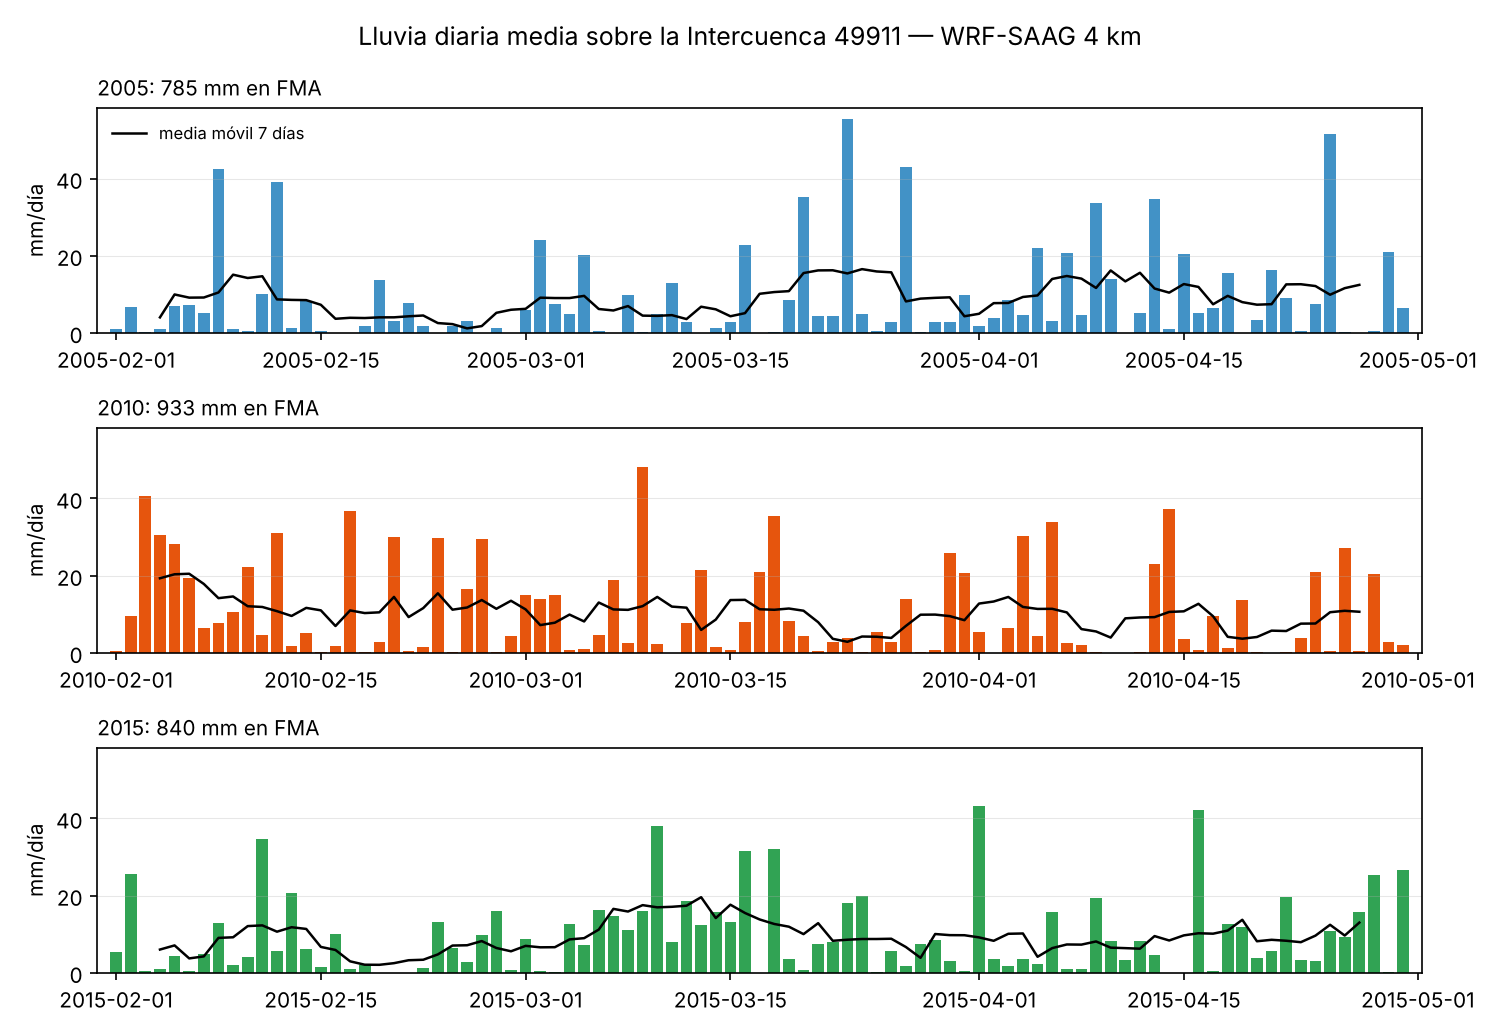 Lluvia diaria media sobre la Intercuenca 49911 — WRF-SAAG 4 km
2005: 785 mm en FMA
media móvil 7 días
mm/día
40
20
0
2005-02-01 2005-02-15 2005-03-01 2005-03-15 2005-04-01 2005-04-15 2005-05-01
2010: 933 mm en FMA
mm/día
40
20
0
2010-02-01 2010-02-15 2010-03-01 2010-03-15 2010-04-01 2010-04-15 2010-05-01
2015: 840 mm en FMA
mm/día
40
20
0
2015-02-01 2015-02-15 2015-03-01 2015-03-15 2015-04-01 2015-04-15 2015-05-01